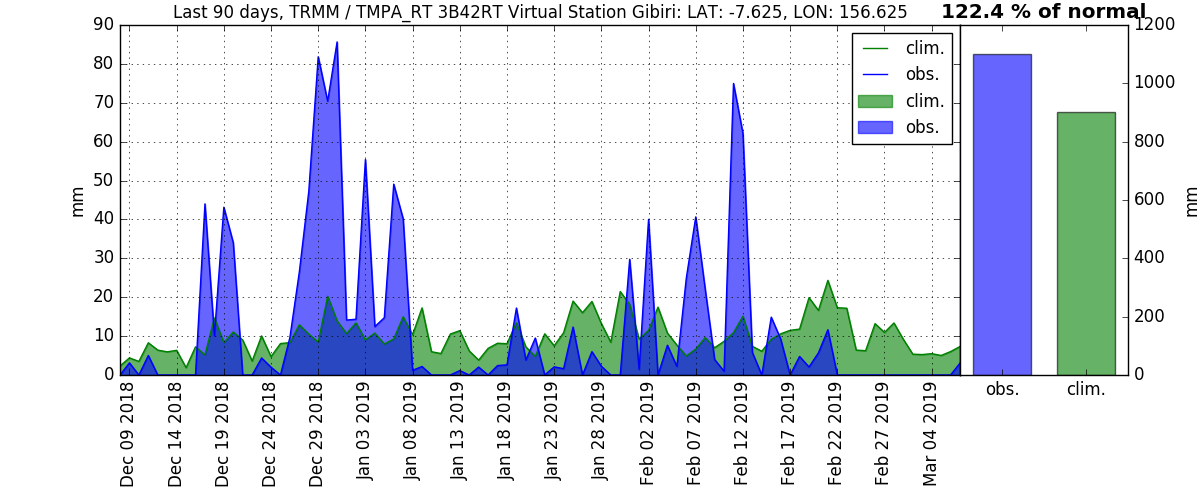 Last 90 days, TRMM / TMPA_RT 3B42RT Virtual Station Gibiri: LAT: -7.625, LON: 156.625
122.4 % of normal
90
80
70
60
50
40
30
20
10
0
mm
clim.
obs.
clim.
obs.
Dec 09 2018
Dec 14 2018
Dec 19 2018
Dec 24 2018
Dec 29 2018
Jan 03 2019
Jan 08 2019
Jan 13 2019
Jan 18 2019
Jan 23 2019
Jan 28 2019
Feb 02 2019
Feb 07 2019
Feb 12 2019
Feb 17 2019
Feb 22 2019
Feb 27 2019
Mar 04 2019
1200
1000
800
600
400
200
0
mm
obs.
clim.